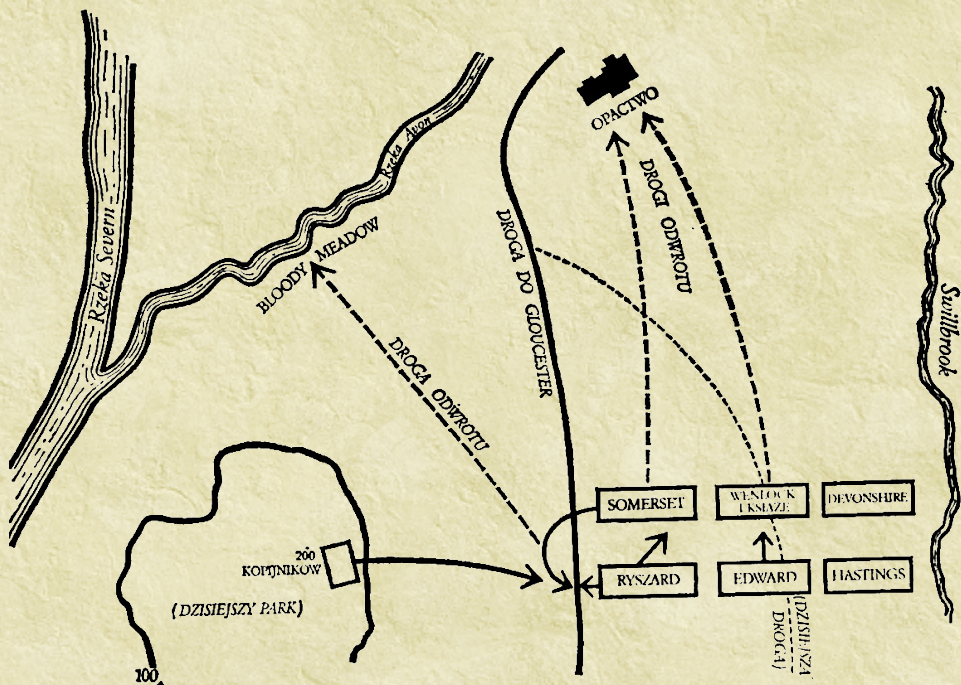 OPACTWO
Rzeka Avon
Rzeka Severn
BLOODY MEADOW
DROGI ODWROTU
DROGA DO GLOUCESTER
DROGA ODWROTU
Swillbrook
SOMERSET
WENLOCK
I KSIĄŻE
DEVONSHIRE
200
KOPIJNIKÓW
(DZISIEJSZY PARK)
RYSZARD
EDWARD
HASTINGS
(DZISIEJSZA
DROGA)
100